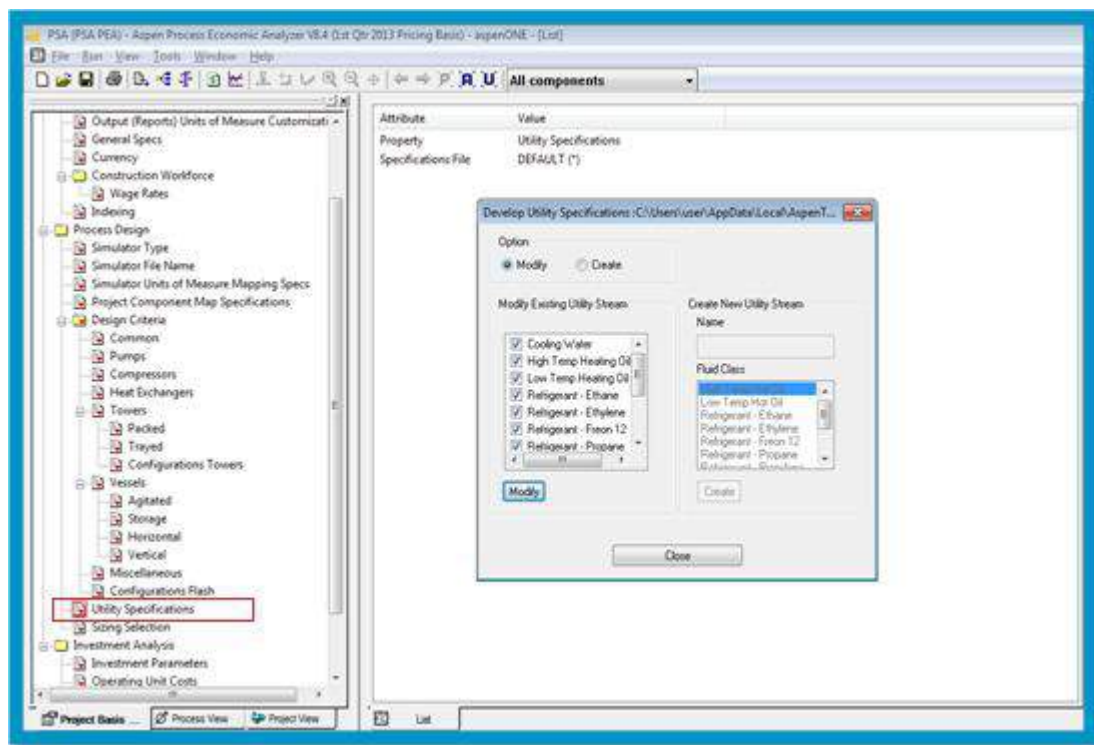 PSA (PSA PEA) - Aspen Process Economic Analyzer V8.4 (1st Qtr 2013 Pricing Basis) - aspenONE - [List]
File Run View Tools Window Help
All components
Output (Reports) Units of Measure Customizati
General Specs
Currency
Construction Workforce
Wage Rates
Indexing
Process Design
Simulator Type
Simulator File Name
Simulator Units of Measure Mapping Specs
Project Component Map Specifications
Design Criteria
Common
Pumps
Compressors
Heat Exchangers
Towers
Packed
Trayed
Configurations Towers
Vessels
Agitated
Storage
Horizontal
Vertical
Miscellaneous
Configurations Flash
Utility Specifications
Sizing Selection
Investment Analysis
Investment Parameters
Operating Unit Costs
Project Basis ... Process View Project View
Attribute Value
Property Utility Specifications
Specifications File DEFAULT (*)
Develop Utility Specifications :C:\Users\user\AppData\Local\AspenT...
Option
Modify Create
Modify Existing Utility Stream
Cooling Water
High Temp Heating Oil
Low Temp Heating Oil
Refrigerant - Ethane
Refrigerant - Ethylene
Refrigerant - Freon 12
Refrigerant - Propane
Modify
Create New Utility Stream
Name
Fluid Class
Low Temp Hot Oil
Refrigerant - Ethane
Refrigerant - Ethylene
Refrigerant - Freon 12
Refrigerant - Propane
Create
Close
List